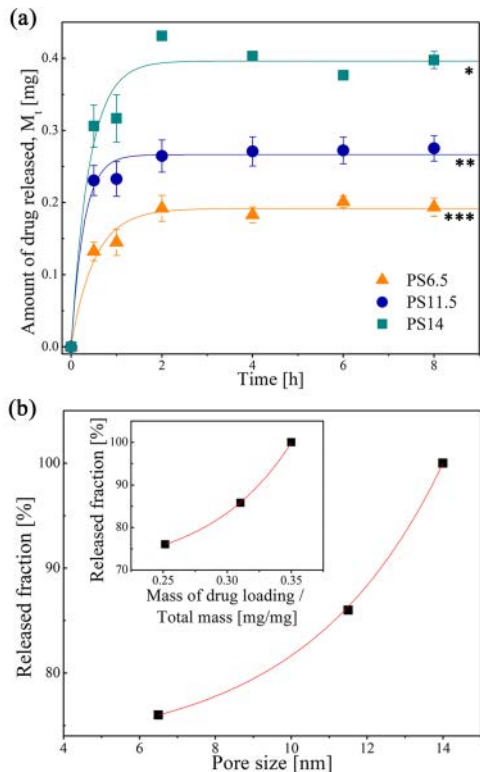 (a)
Amount of drug released, Mt [mg]
0.4
0.3
0.2
0.1
0.0
*
**
***
PS6.5
PS11.5
PS14
0 2 4 6 8
Time [h]
(b)
Released fraction [%]
100
80
4 6 8 10 12 14
Pore size [nm]
Released fraction [%]
100
90
80
70
0.25 0.30 0.35
Mass of drug loading /
Total mass [mg/mg]